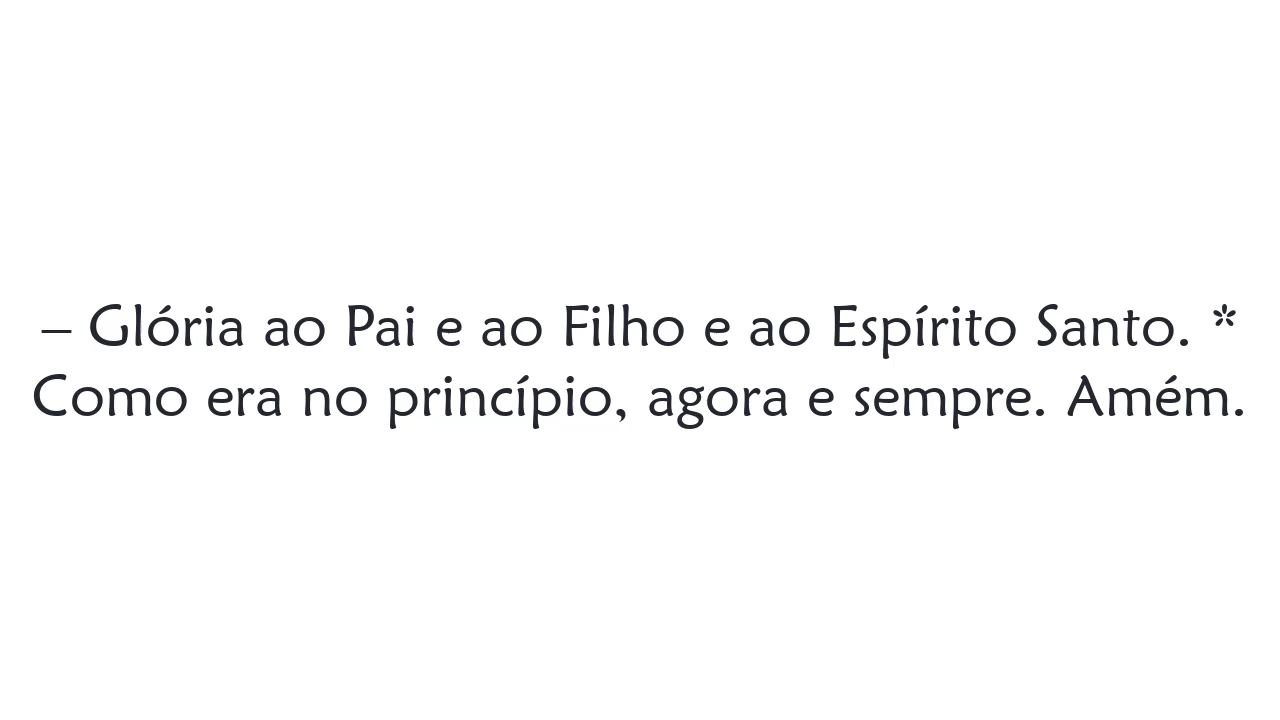 – Glória ao Pai e ao Filho e ao Espírito Santo. *
Como era no princípio, agora e sempre. Amém.